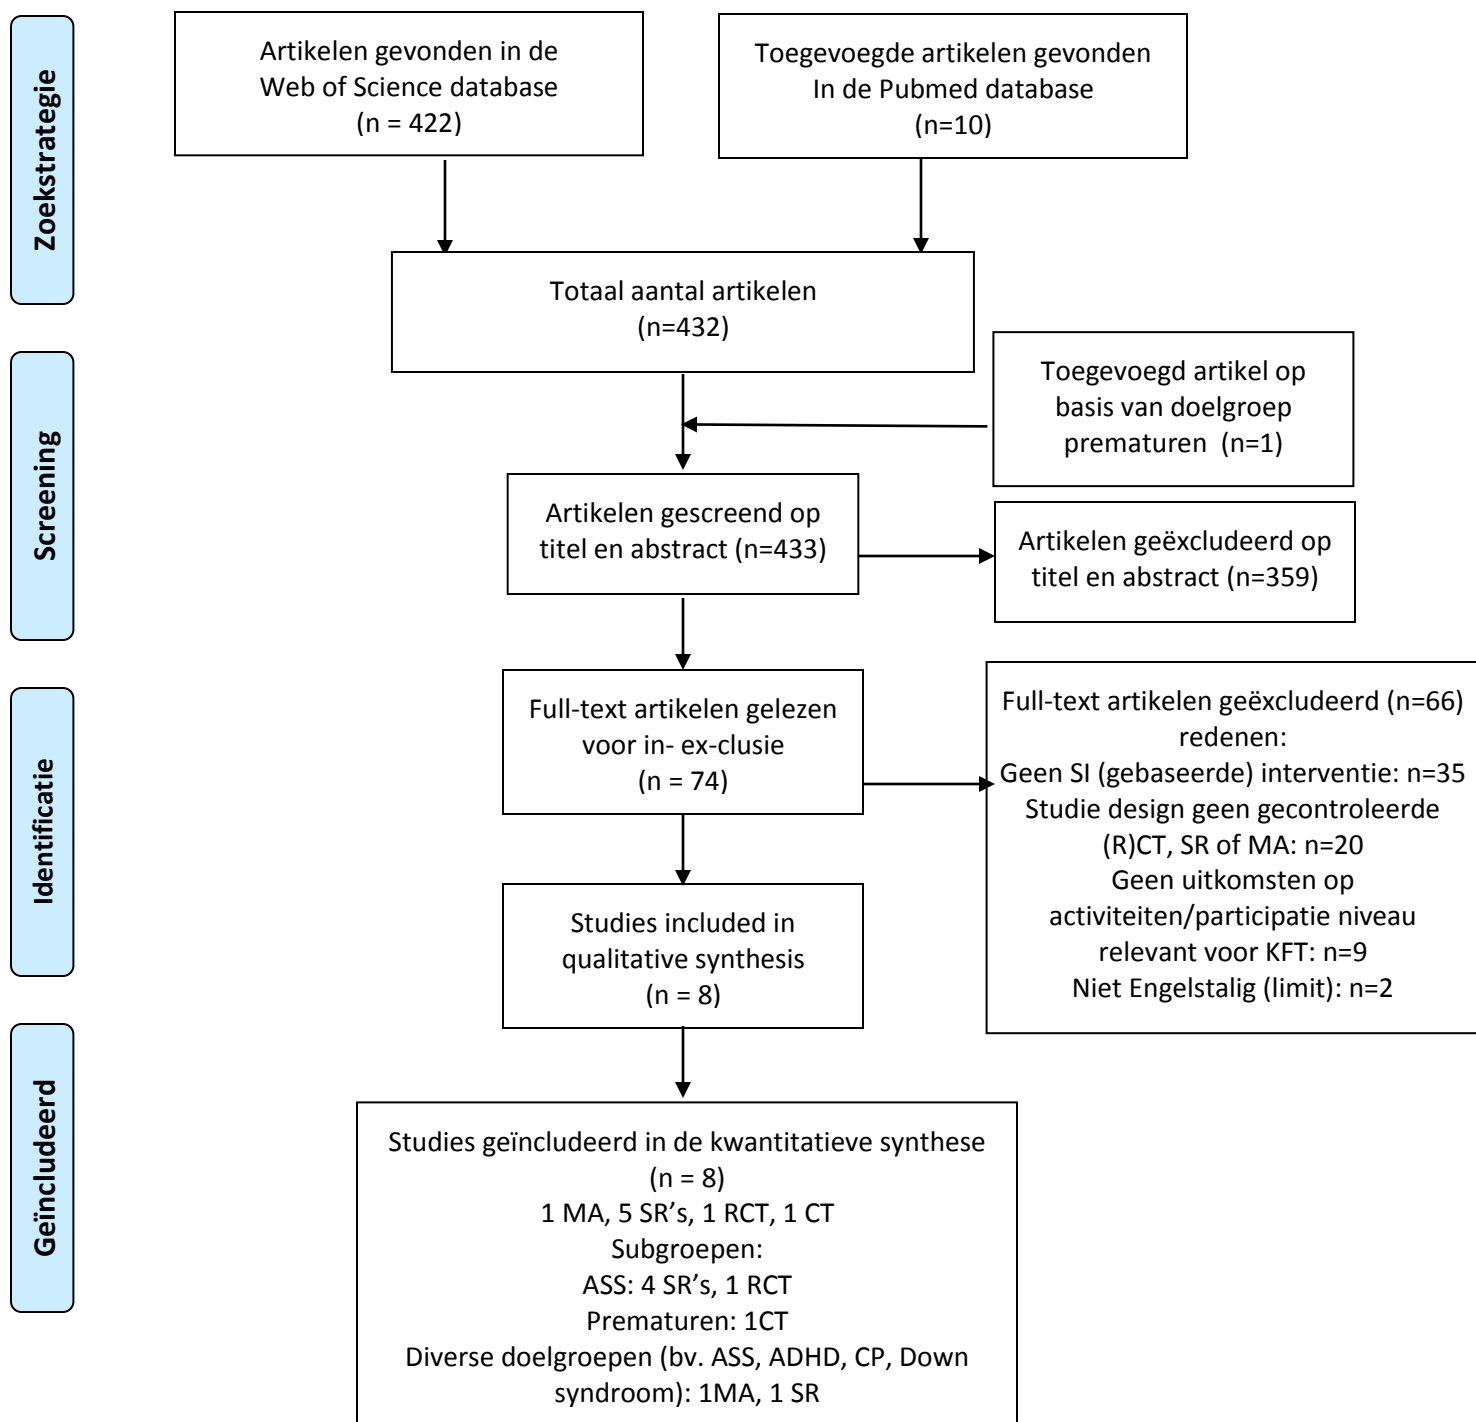 Zoekstrategie
Artikelen gevonden in de
Web of Science database
(n = 422)
Toegevoegde artikelen gevonden
In de Pubmed database
(n=10)
Totaal aantal artikelen
(n=432)
Screening
Toegevoegd artikel op
basis van doelgroep
prematuren (n=1)
Artikelen gescreend op
titel en abstract (n=433)
Artikelen geëxcludeerd op
titel en abstract (n=359)
Identificatie
Full-text artikelen gelezen
voor in- ex-clusie
(n = 74)
Full-text artikelen geëxcludeerd (n=66)
redenen:
Geen SI (gebaseerde) interventie: n=35
Studie design geen gecontroleerde
(R)CT, SR of MA: n=20
Geen uitkomsten op
activiteiten/participatie niveau
relevant voor KFT: n=9
Niet Engelstalig (limit): n=2
Studies included in
qualitative synthesis
(n = 8)
Geïncludeerd
Studies geïncludeerd in de kwantitatieve synthese
(n = 8)
1 MA, 5 SR’s, 1 RCT, 1 CT
Subgroepen:
ASS: 4 SR’s, 1 RCT
Prematuren: 1CT
Diverse doelgroepen (bv. ASS, ADHD, CP, Down
syndroom): 1MA, 1 SR